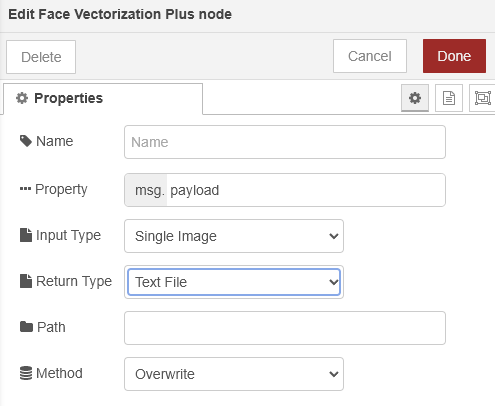 Edit Face Vectorization Plus node
Delete
Cancel
Done
Properties
Name
Name
Property
msg. payload
Input Type
Single Image
Return Type
Text File
Path
Method
Overwrite